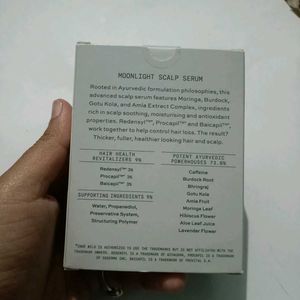 MOONLIGHT SCALP SERUM
Rooted in Ayurvedic formulation philosophies, this
advanced scalp serum features Moringa, Burdock,
Gotu Kola, and Amla Extract Complex, ingredients
rich in scalp soothing, moisturising and antioxidant
properties. Redensyl™, Procapil™ and Baicapil™,
work together to help control hair loss. The result?
Thicker, fuller, healthier looking hair and scalp.
HAIR HEALTH
REVITALIZERS 9%
Redensyl™ 3%
Procapil™ 3%
Baicapil™ 3%
SUPPORTING INGREDIENTS
Water, Propanediol,
Preservative System,
Structuring Polymer
POTENT AYURVEDIC
POWERHOUSES
Caffeine
Burdock Root
Bhringraj
Gotu Kola
Amla Fruit
Moringa Leaf
Hibiscus Flower
Aloe Leaf Juice
Lavender Flower